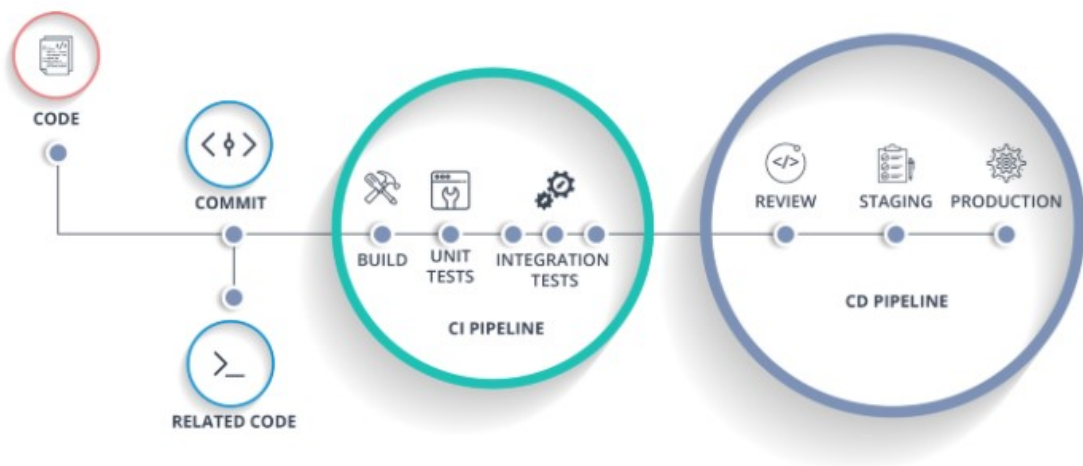 CODE
COMMIT
RELATED CODE
BUILD
UNIT
TESTS
INTEGRATION
TESTS
CI PIPELINE
REVIEW
STAGING
PRODUCTION
CD PIPELINE